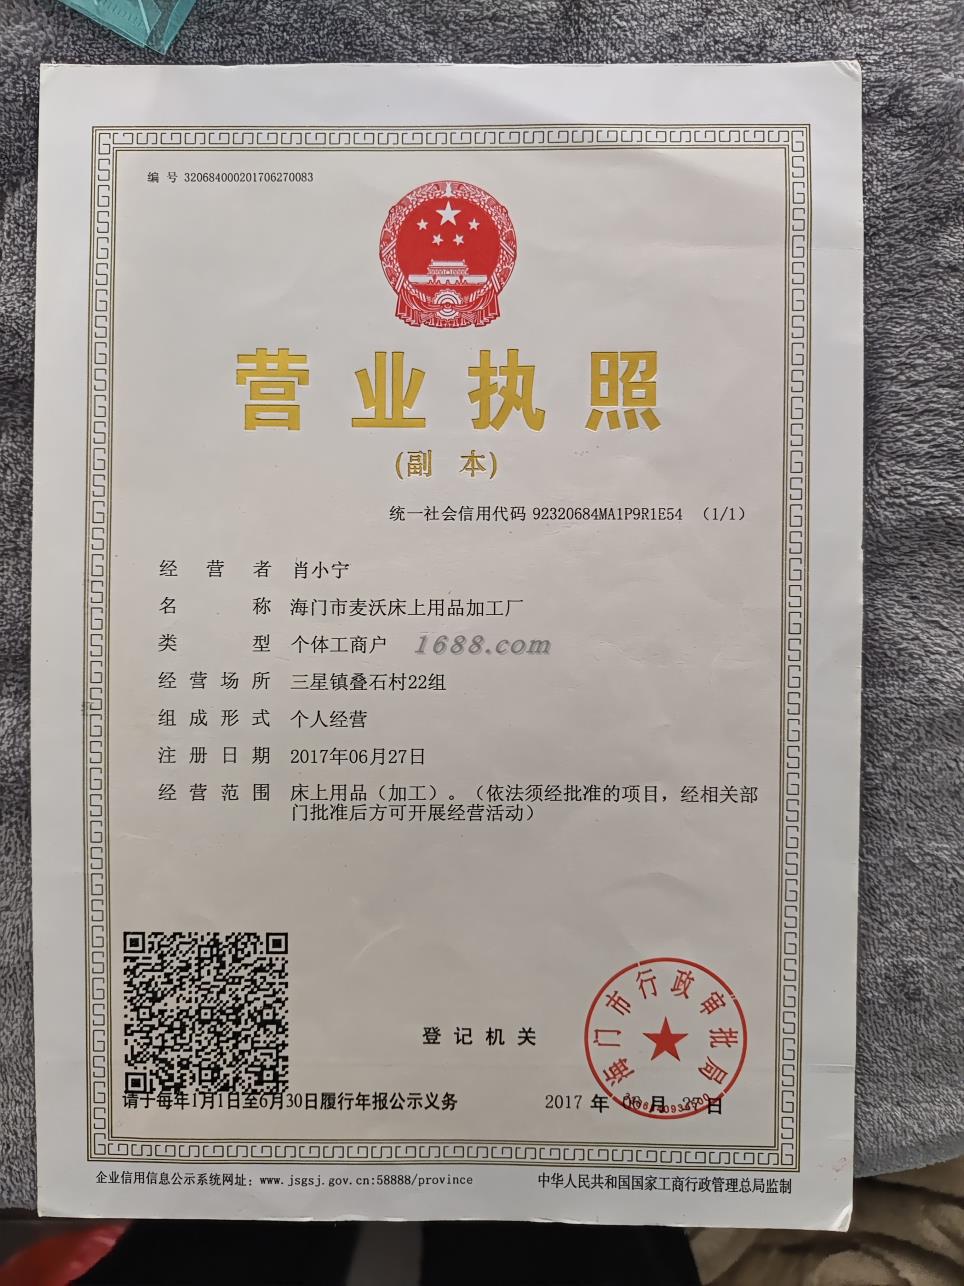 编 号 320684000201706270083
营业执照
(副 本)
统一社会信用代码 92320684MA1P9R1E54 （1/1）
经 营 者 肖小宁
名 称 海门市麦沃床上用品加工厂
类 型 个体工商户
1688.com
经 营 场 所 三星镇叠石村22组
组 成 形 式 个人经营
注 册 日 期 2017年06月27日
经 营 范 围 床上用品（加工）。（依法须经批准的项目，经相关部
门批准后方可开展经营活动）
登 记 机 关
海门市行政审批局
请于每年1月1日至6月30日履行年报公示义务
2017 年 月 日
企业信用信息公示系统网址：www.jsgsj.gov.cn:58888/province
中华人民共和国国家工商行政管理总局监制